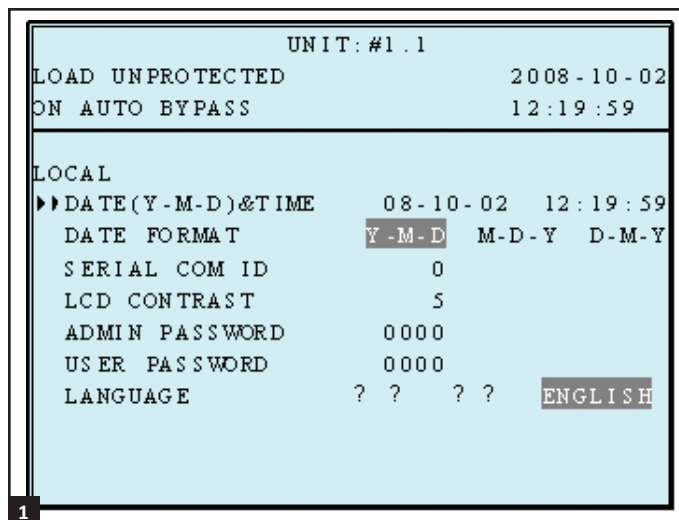 UNIT:#1.1
LOAD UNPROTECTED 2008-10-02
ON AUTO BYPASS 12:19:59
LOCAL
DATE(Y-M-D)&TIME 08-10-02 12:19:59
DATE FORMAT Y-M-D M-D-Y D-M-Y
SERIAL COM ID 0
LCD CONTRAST 5
ADMIN PASSWORD 0000
USER PASSWORD 0000
LANGUAGE ? ? ? ? ENGLISH
1